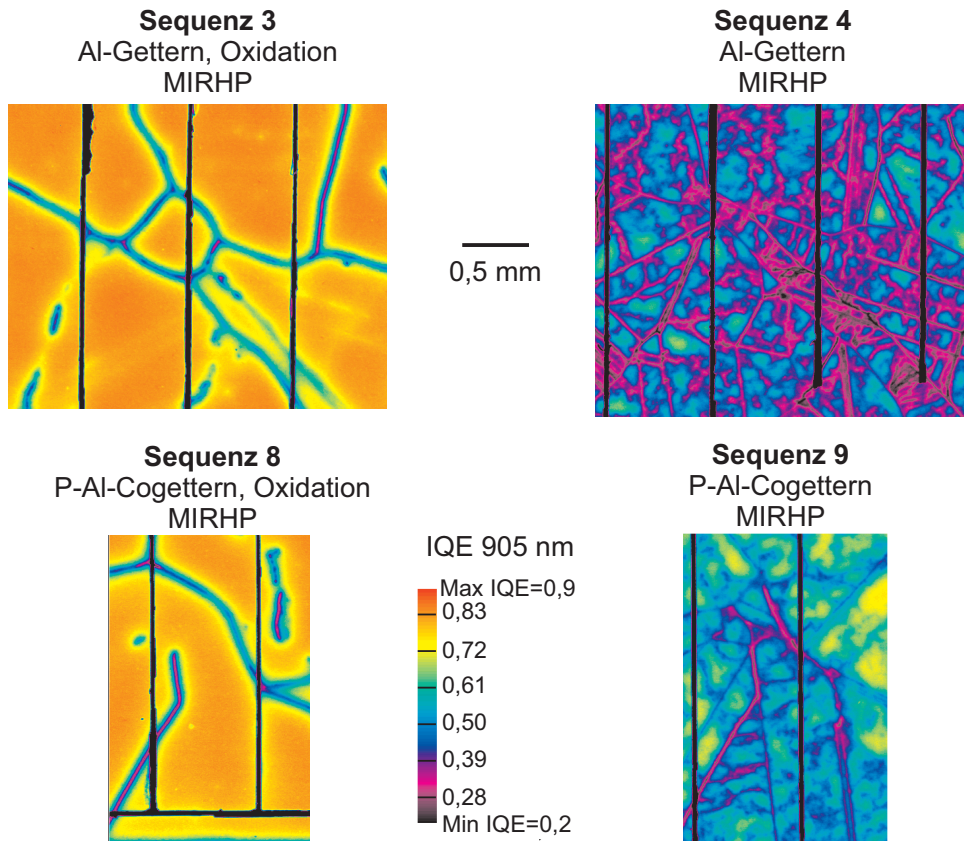 Sequenz 3
Al-Gettern, Oxidation
MIRHP
Sequenz 4
Al-Gettern
MIRHP
0,5 mm
Sequenz 8
P-Al-Cogettern, Oxidation
MIRHP
Sequenz 9
P-Al-Cogettern
MIRHP
IQE 905 nm
Max IQE=0,9
0,83
0,72
0,61
0,50
0,39
0,28
Min IQE=0,2